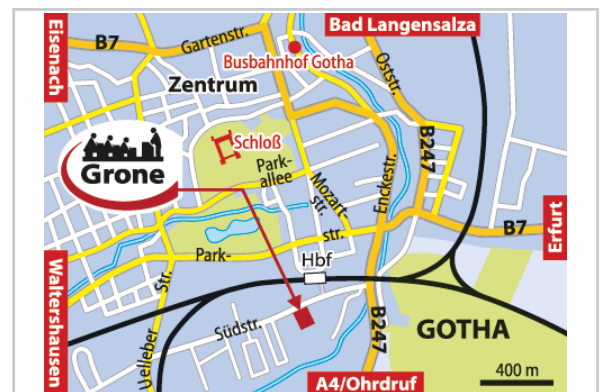 Bad Langensalza
Eisenach
B7
Gartenstr.
Busbahnhof Gotha
Oststr.
Zentrum
Schloß
B247
Grone
Park-
allee
Mozart-
str.
Enckestr.
Erfurt
B7
Park-
str.
Hbf
Waltershausen
Uelleber
Str.
Südstr.
B247
GOTHA
A4/Ohrdruf
400 m